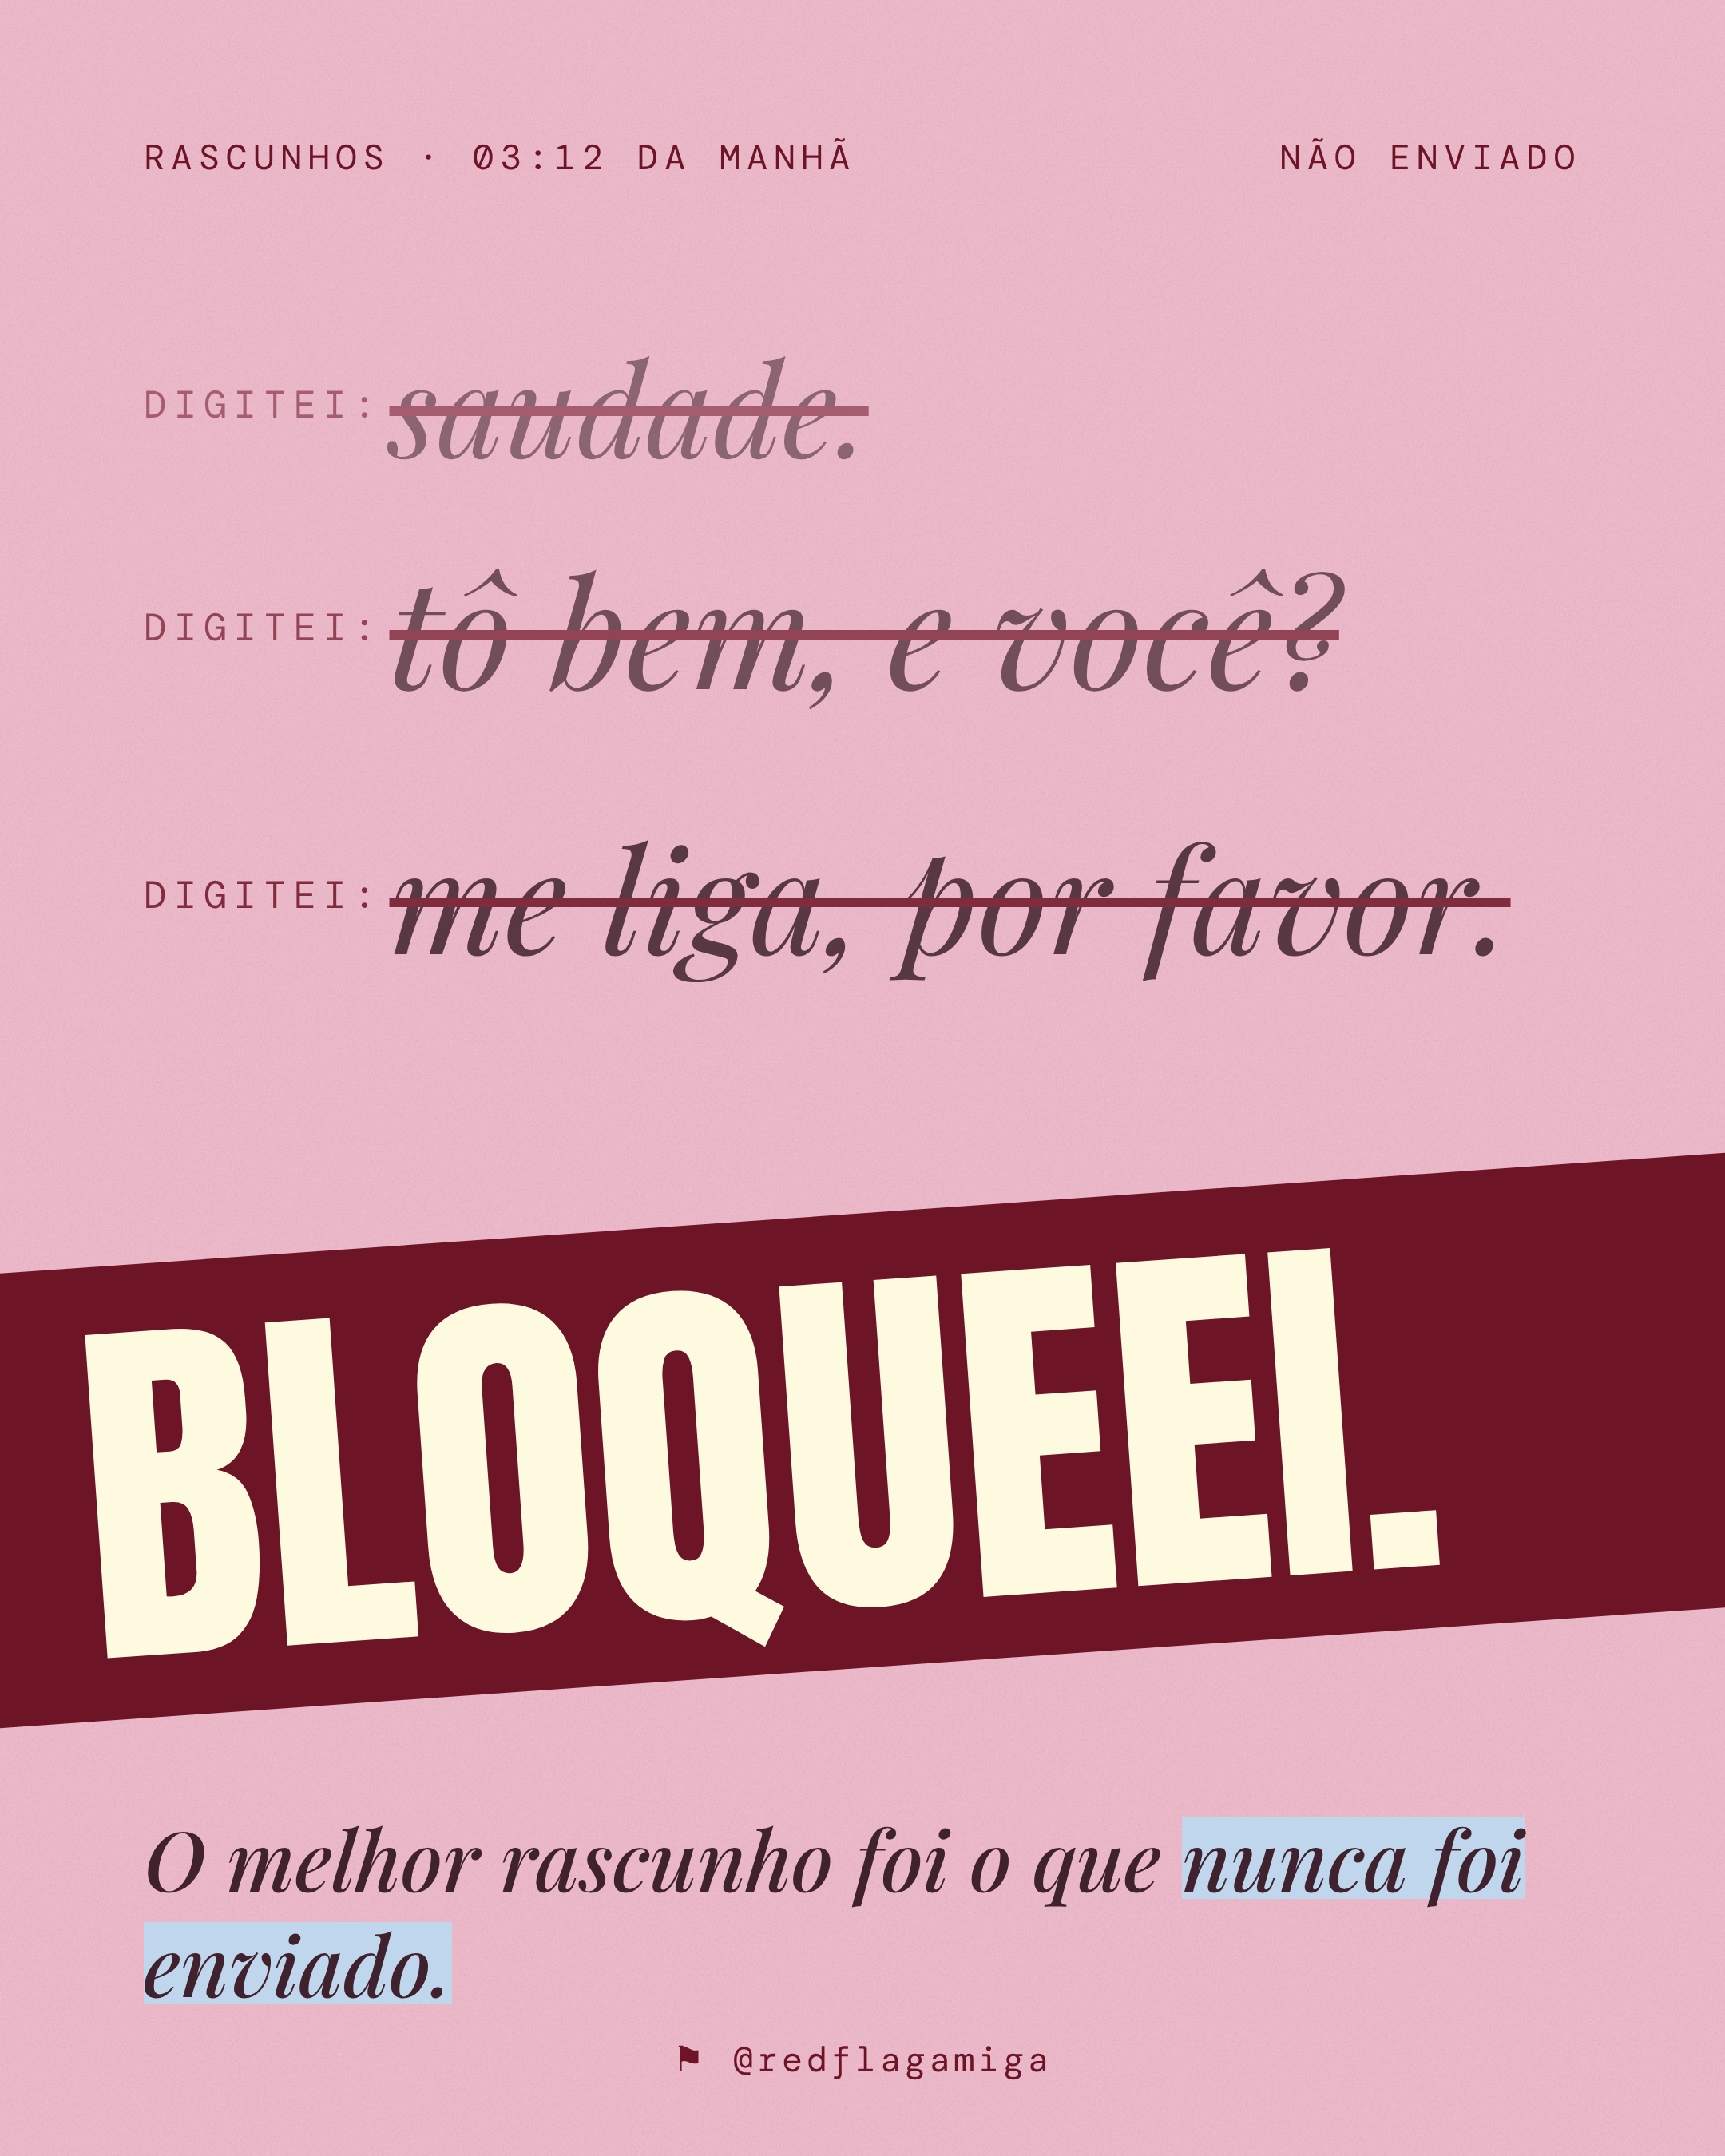 RASCUNHOS · 03:12 DA MANHÃ
NÃO ENVIADO
DIGITEI: saudade.
DIGITEI: tô bem, e você?
DIGITEI: me liga, por favor.
BLOQUEEI.
O melhor rascunho foi o que nunca foi
enviado.
⚑ @redflagamiga